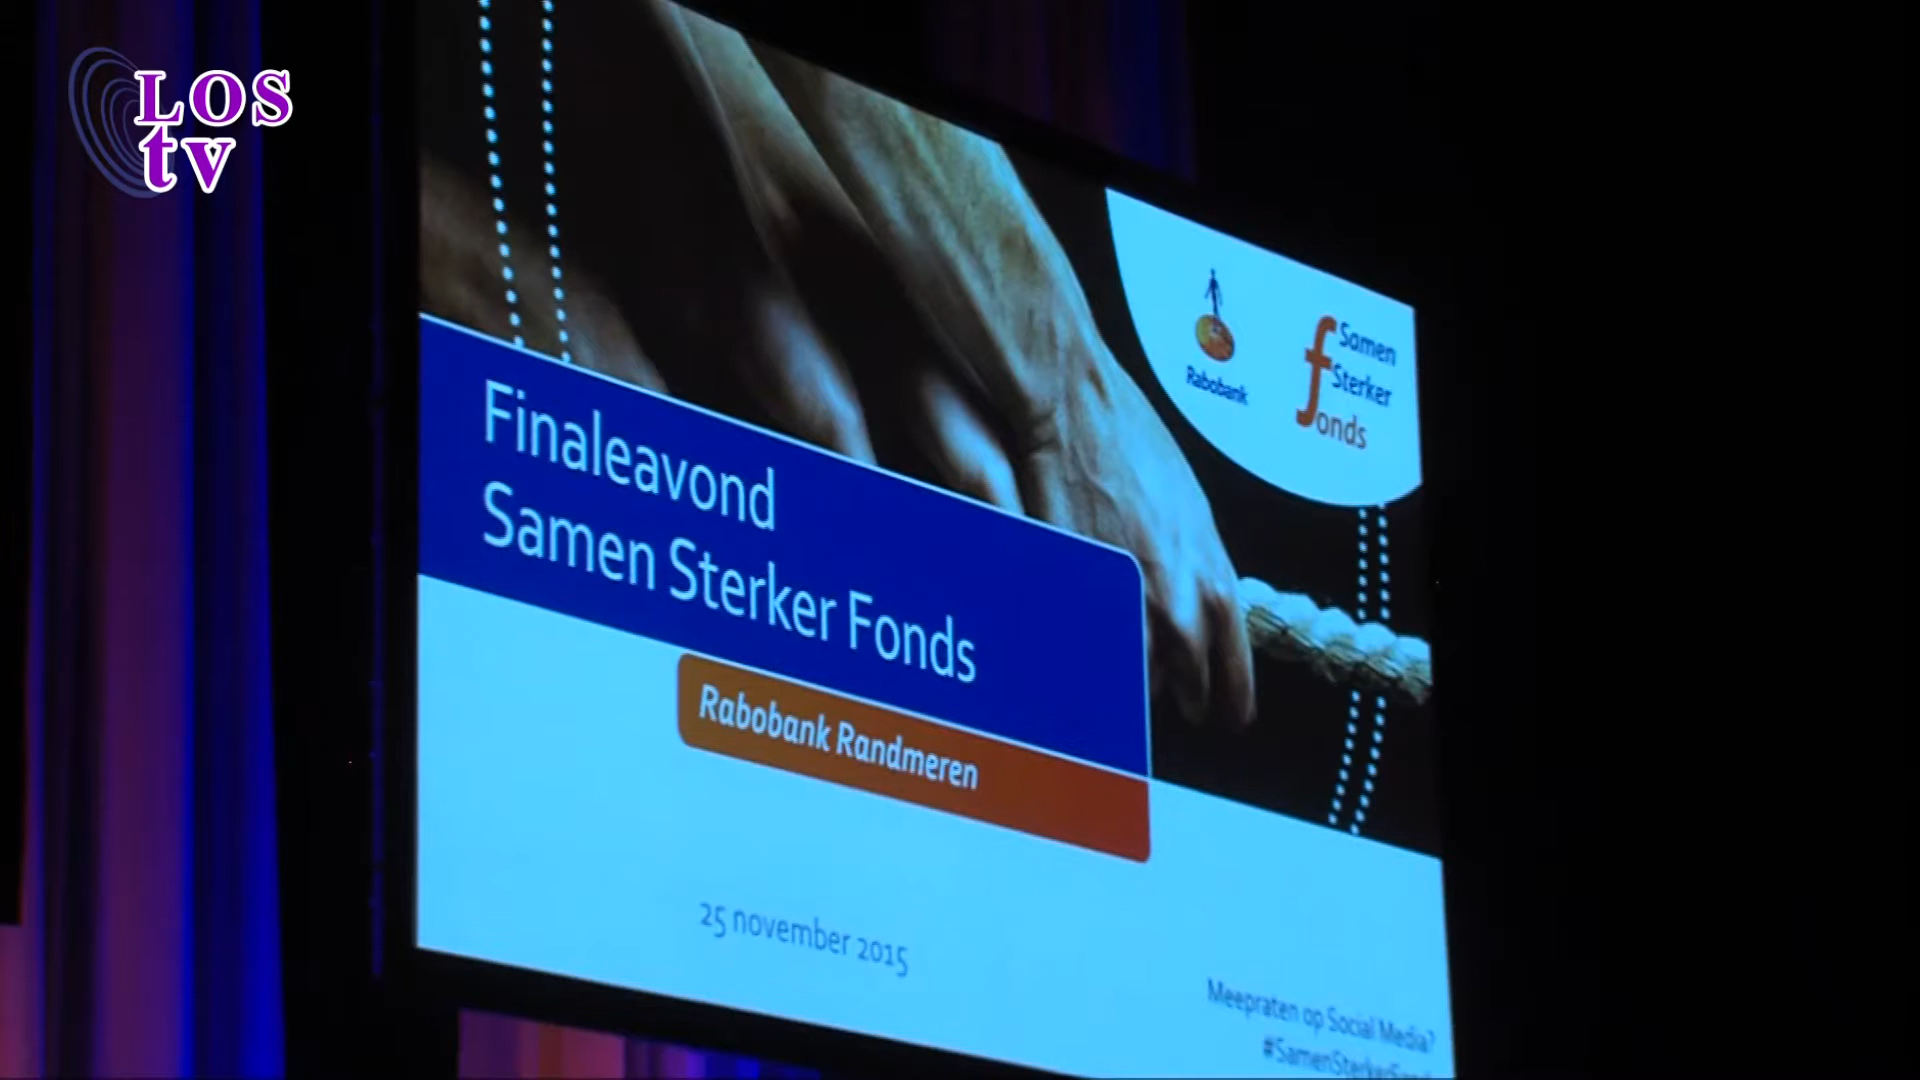 LOS
tv
Rabobank
Samen
Sterker
fonds
Finaleavond
Samen Sterker Fonds
Rabobank Randmeren
25 november 2015
Meepraten op Social Media?